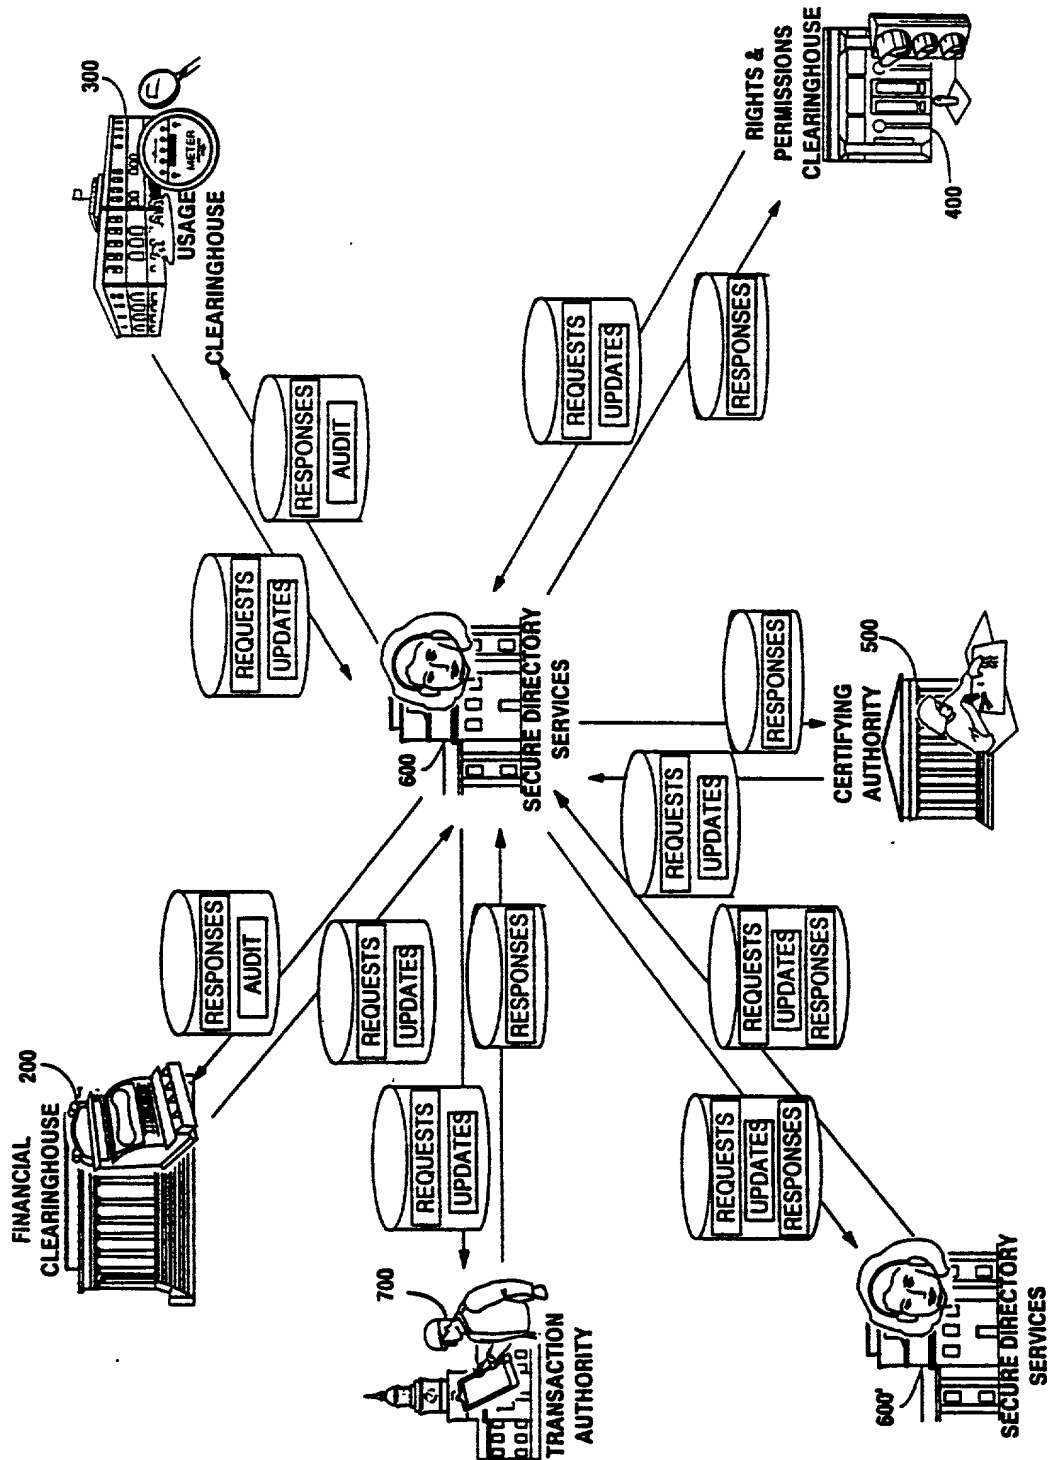 FINANCIAL
CLEARINGHOUSE
200
RESPONSES
AUDIT
REQUESTS
UPDATES
REQUESTS
UPDATES
RESPONSES
AUDIT
300
METER
USAGE
CLEARINGHOUSE
TRANSACTION
AUTHORITY
700
REQUESTS
UPDATES
RESPONSES
600
SECURE DIRECTORY
SERVICES
REQUESTS
UPDATES
RESPONSES
RIGHTS &
PERMISSIONS
CLEARINGHOUSE
400
600'
SECURE DIRECTORY
SERVICES
REQUESTS
UPDATES
RESPONSES
REQUESTS
UPDATES
RESPONSES
REQUESTS
UPDATES
RESPONSES
CERTIFYING
AUTHORITY
500